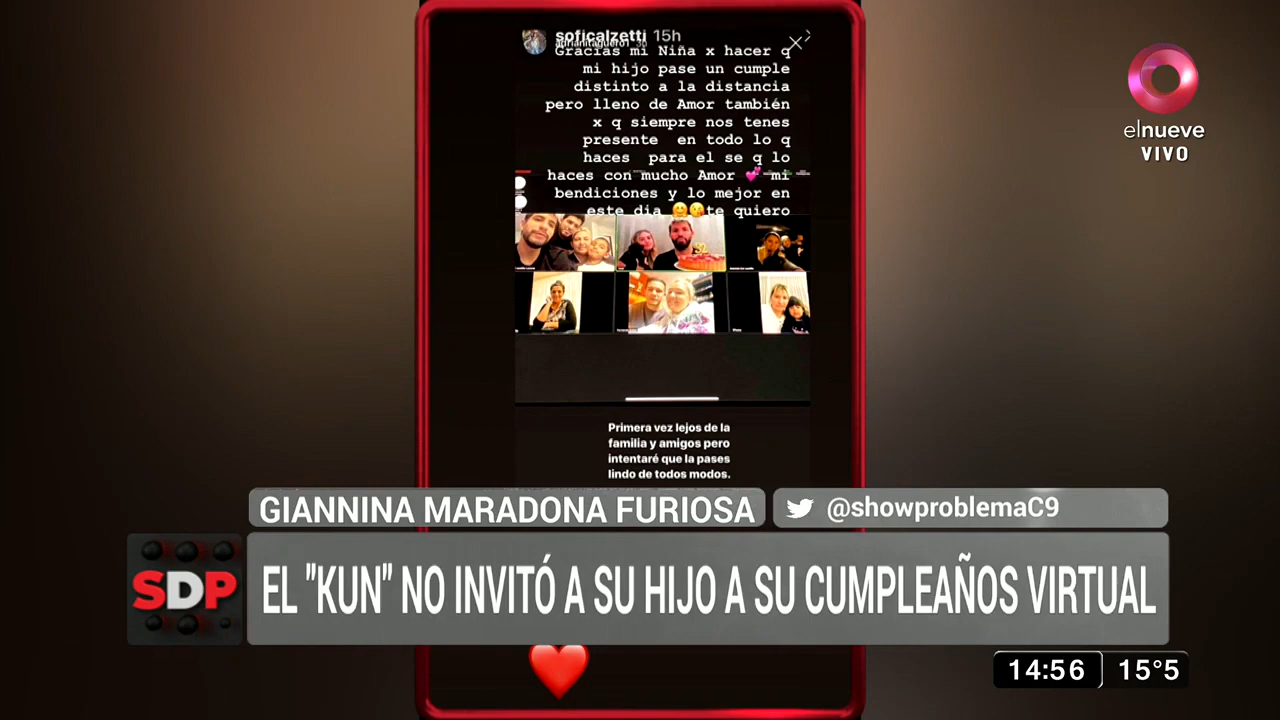 soficalzetti 15h
adrianitaguero1 3d
Gracias mi Niña x hacer q
mi hijo pase un cumple
distinto a la distancia
pero lleno de Amor también
x q siempre nos tenes
presente en todo lo q
haces para el se q lo
haces con mucho Amor 💕 mi
bendiciones y lo mejor en
este dia 🤗😘te quiero
32
Primera vez lejos de la
familia y amigos pero
intentaré que la pases
lindo de todos modos.
elnueve
VIVO
GIANNINA MARADONA FURIOSA
@showproblemaC9
SDP
EL "KUN" NO INVITÓ A SU HIJO A SU CUMPLEAÑOS VIRTUAL
14:56
15°5